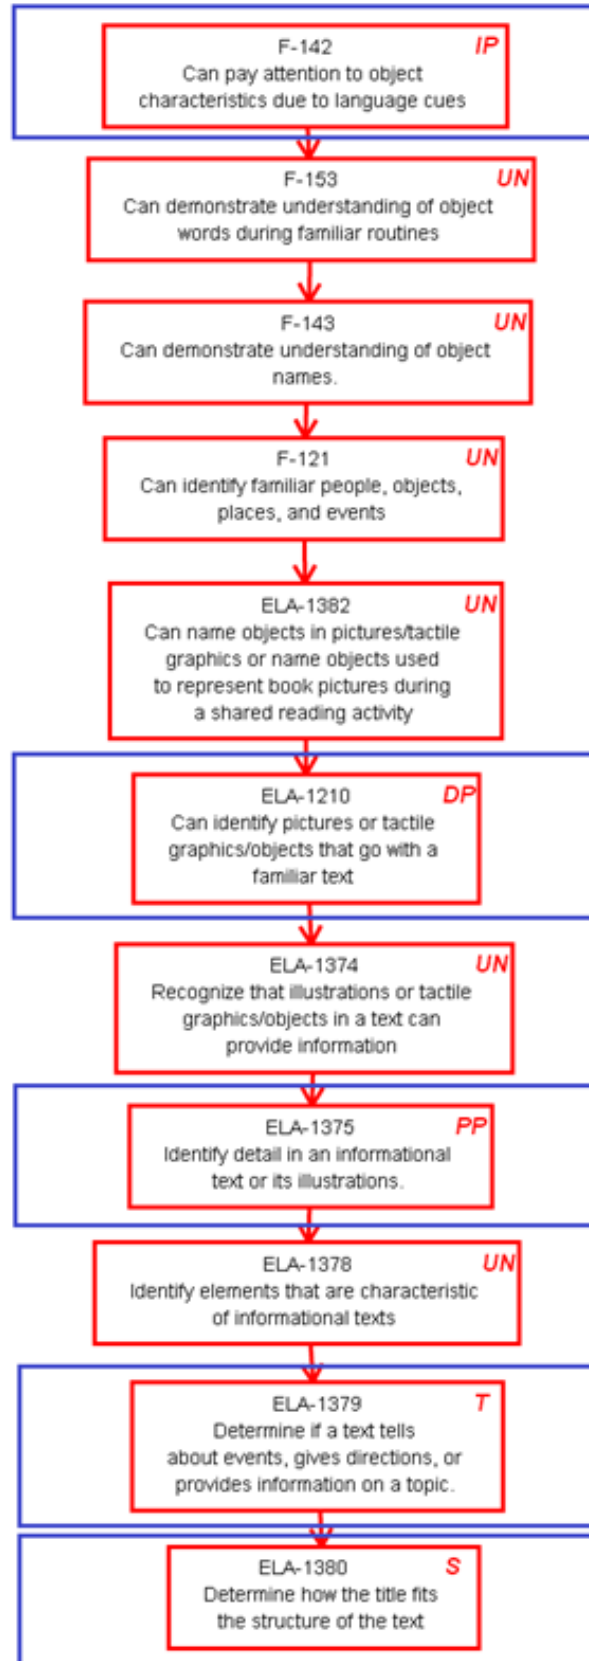 F-142 IP
Can pay attention to object
characteristics due to language cues
F-153 UN
Can demonstrate understanding of object
words during familiar routines
F-143 UN
Can demonstrate understanding of object
names.
F-121 UN
Can identify familiar people, objects,
places, and events
ELA-1382 UN
Can name objects in pictures/tactile
graphics or name objects used
to represent book pictures during
a shared reading activity
ELA-1210 DP
Can identify pictures or tactile
graphics/objects that go with a
familiar text
ELA-1374 UN
Recognize that illustrations or tactile
graphics/objects in a text can
provide information
ELA-1375 PP
Identify detail in an informational
text or its illustrations.
ELA-1378 UN
Identify elements that are characteristic
of informational texts
ELA-1379 T
Determine if a text tells
about events, gives directions, or
provides information on a topic.
ELA-1380 S
Determine how the title fits
the structure of the text